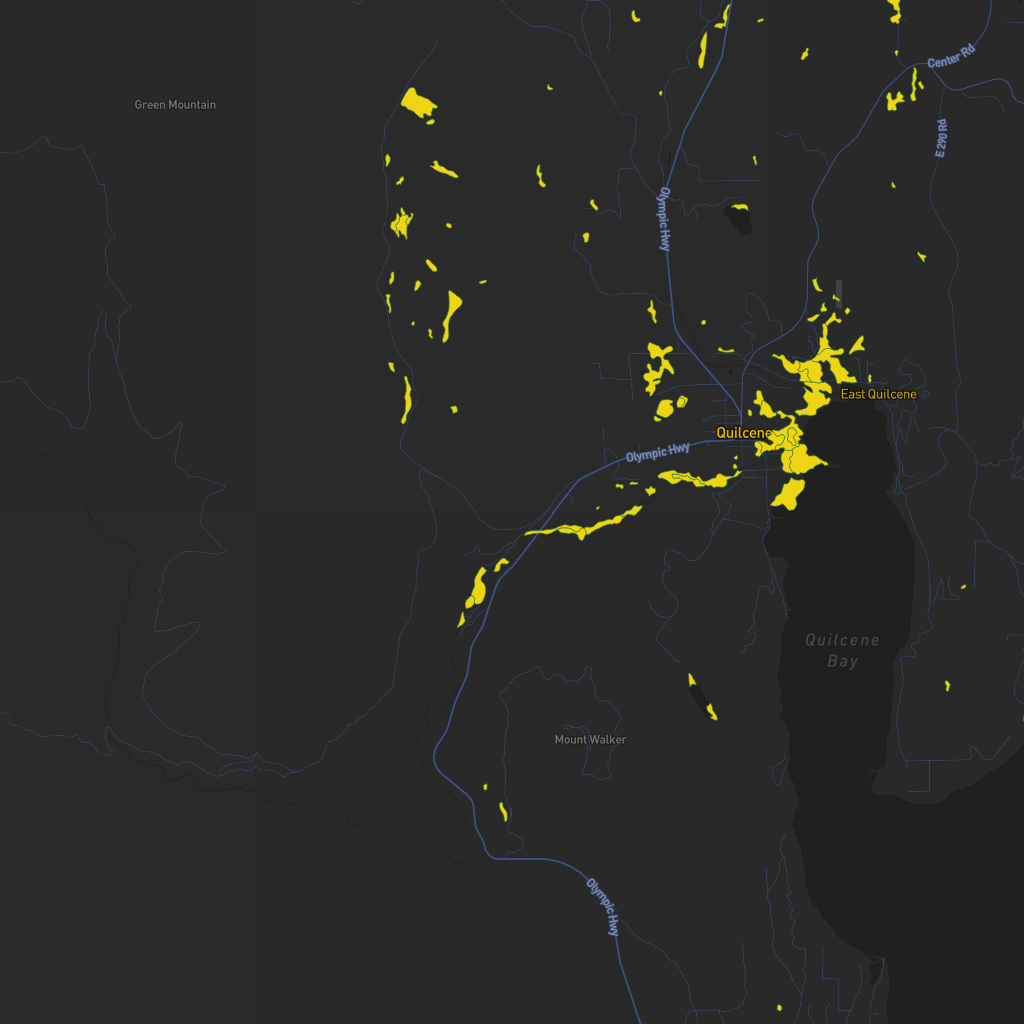 Center Rd
Green Mountain
E 290 Rd
Olympic Hwy
East Quilcene
Quilcene
Olympic Hwy
Quilcene
Bay
Mount Walker
Olympic Hwy